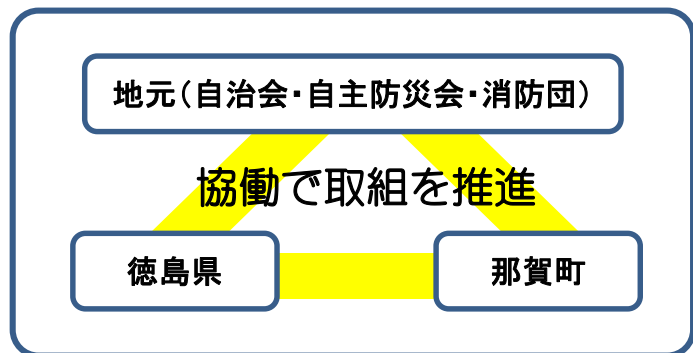 地元（自治会・自主防災会・消防団）
協働で取組を推進
徳島県
那賀町